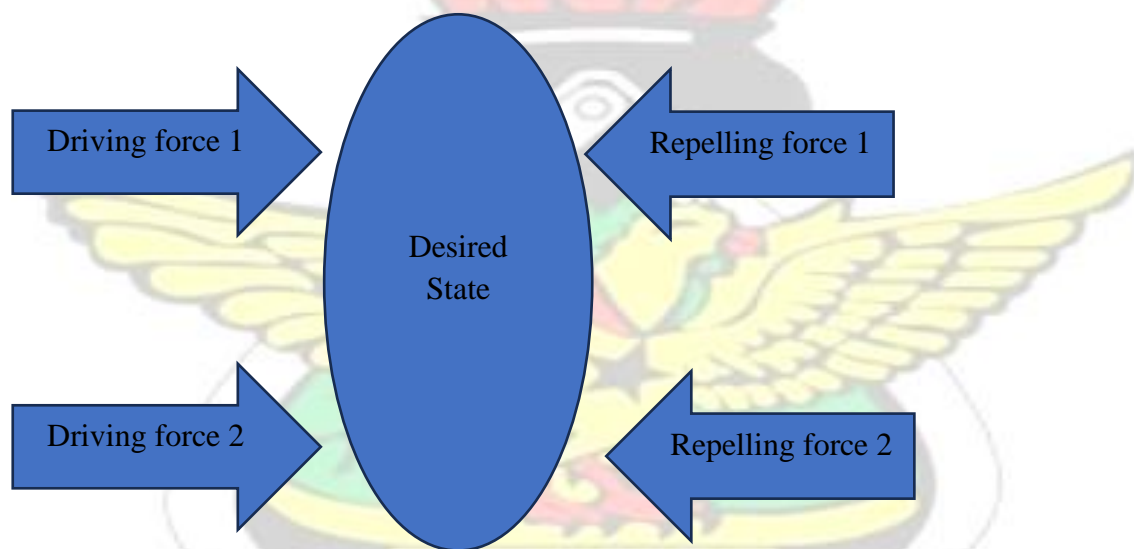 Driving force 1
Repelling force 1
Desired
State
Driving force 2
Repelling force 2